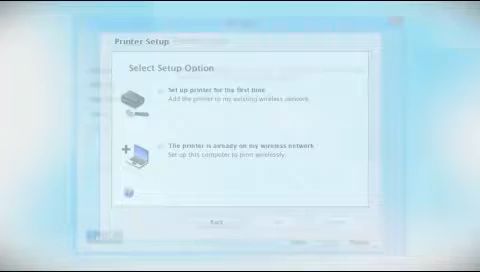 Printer Setup
Select Setup Option
Set up printer for the first time
Add the printer to my existing wireless network.
The printer is already on my wireless network
Set up this computer to print wirelessly.
Back